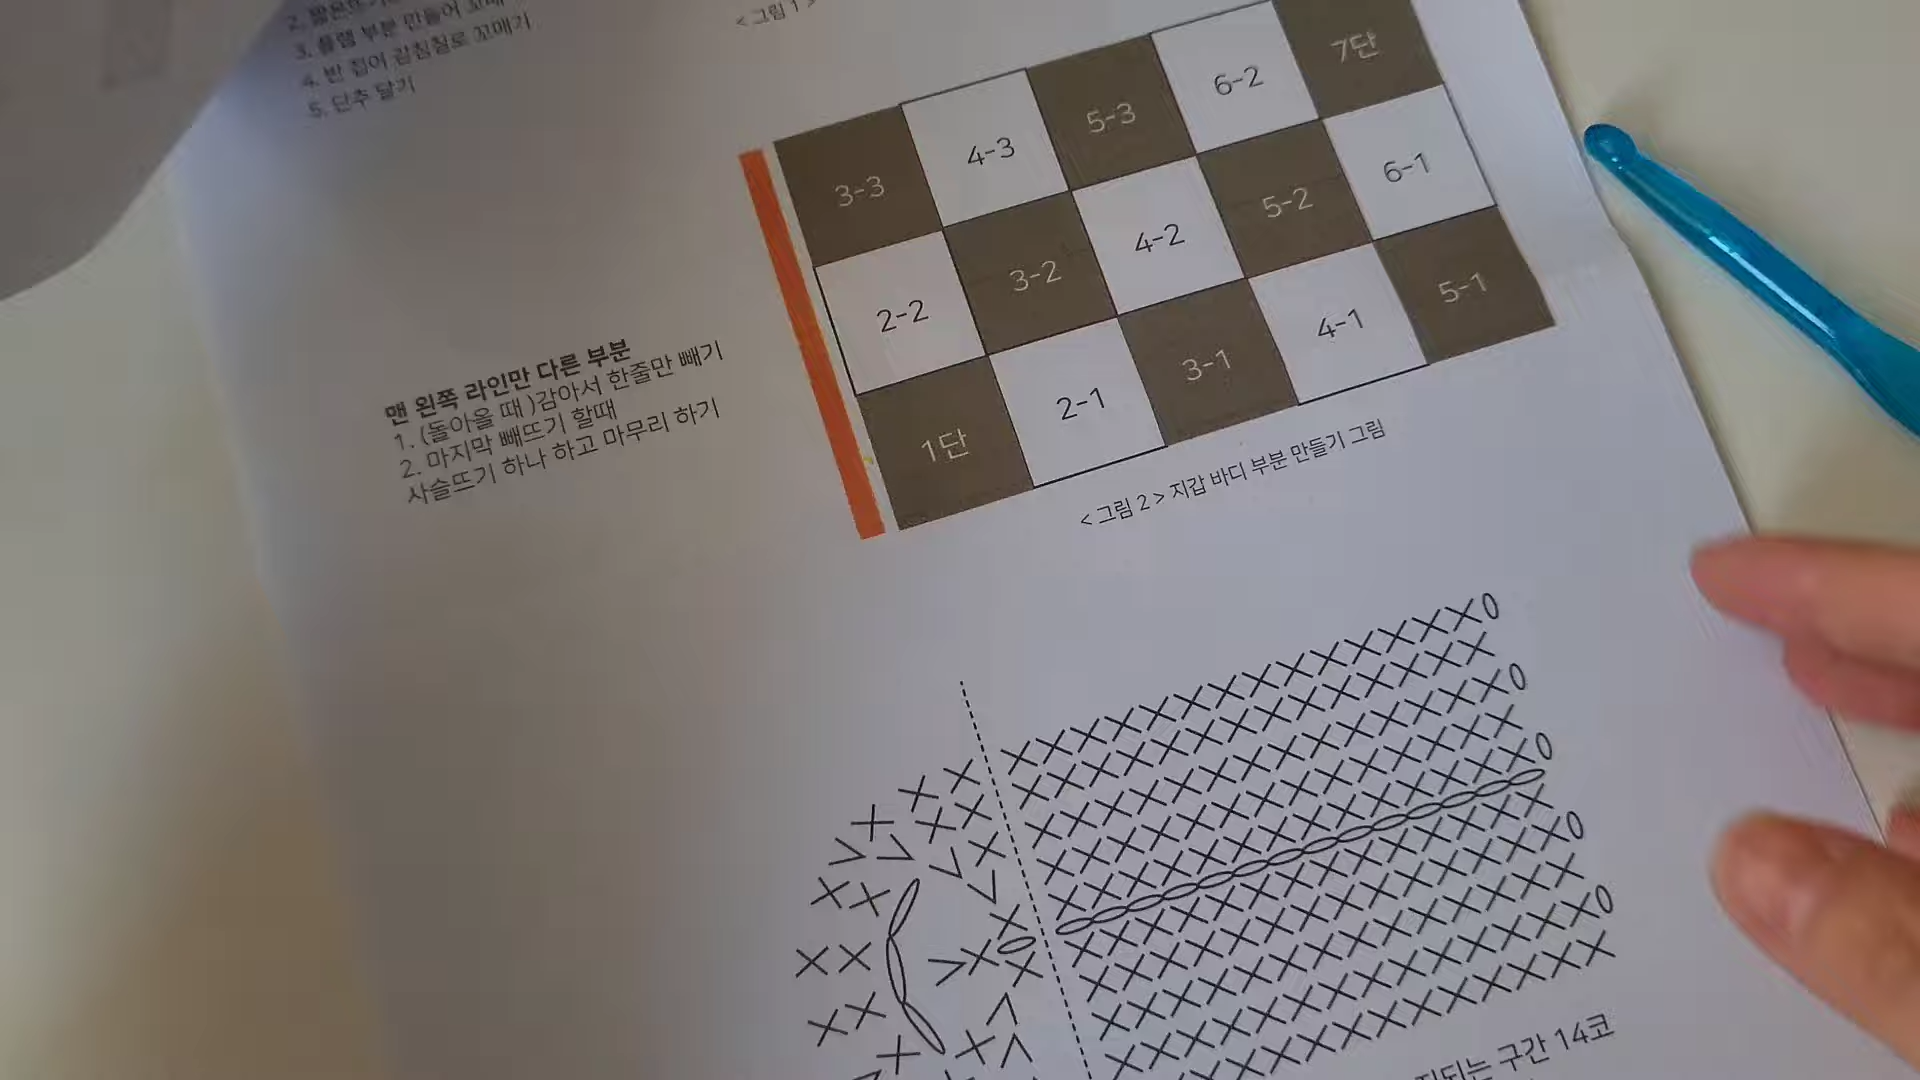 3. 플랩 부분 만들어 꼬매기
4. 반 접어 감침질로 꼬매기
5. 단추 달기
< 그림 1 >
3-3 4-3 5-3 6-2 7단
2-2 3-2 4-2 5-2 6-1
1단 2-1 3-1 4-1 5-1
맨 왼쪽 라인만 다른 부분
1. (돌아올 때 )감아서 한줄만 빼기
2. 마지막 빼뜨기 할때
사슬뜨기 하나 하고 마무리 하기
< 그림 2 > 지갑 바디 부분 만들기 그림
되는 구간 14코